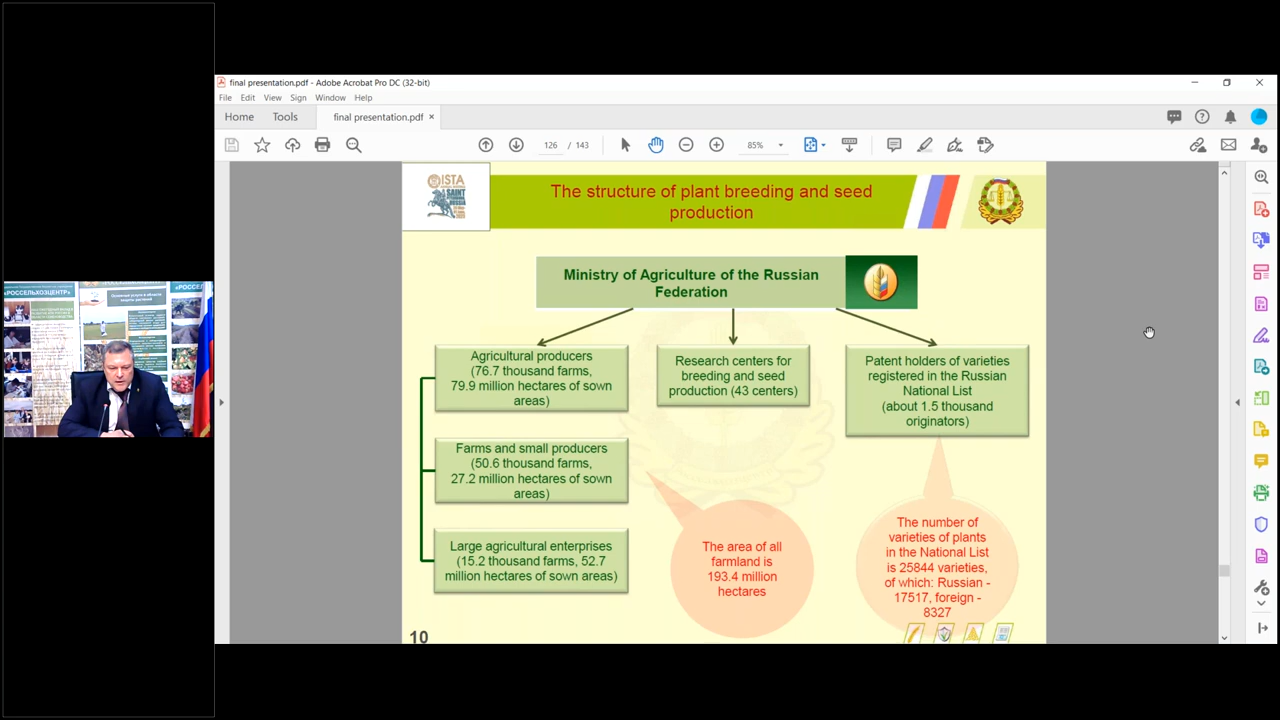 final presentation.pdf - Adobe Acrobat Pro DC (32-bit)
File Edit View Sign Window Help
Home Tools final presentation.pdf ×
126 / 143
85%
ISTA
SAINT
The structure of plant breeding and seed
production
Ministry of Agriculture of the Russian
Federation
Agricultural producers
(76.7 thousand farms,
79.9 million hectares of sown
areas)
Research centers for
breeding and seed
production (43 centers)
Patent holders of varieties
registered in the Russian
National List
(about 1.5 thousand
originators)
Farms and small producers
(50.6 thousand farms,
27.2 million hectares of sown
areas)
Large agricultural enterprises
(15.2 thousand farms, 52.7
million hectares of sown areas)
The area of all
farmland is
193.4 million
hectares
The number of
varieties of plants
in the National List
is 25844 varieties,
of which: Russian -
17517, foreign -
8327
10
«РОССЕЛЬХОЗЦЕНТР»